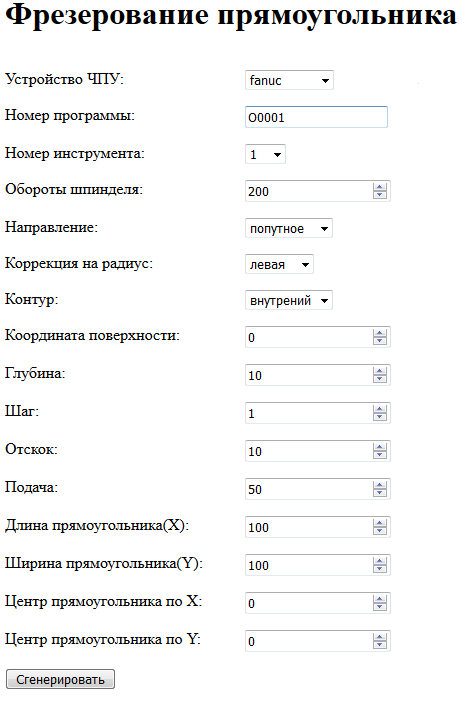 Фрезерование прямоугольника
Устройство ЧПУ: fanuc
Номер программы: O0001
Номер инструмента: 1
Обороты шпинделя: 200
Направление: попутное
Коррекция на радиус: левая
Контур: внутрений
Координата поверхности: 0
Глубина: 10
Шаг: 1
Отскок: 10
Подача: 50
Длина прямоугольника(X): 100
Ширина прямоугольника(Y): 100
Центр прямоугольника по X: 0
Центр прямоугольника по Y: 0
Сгенерировать